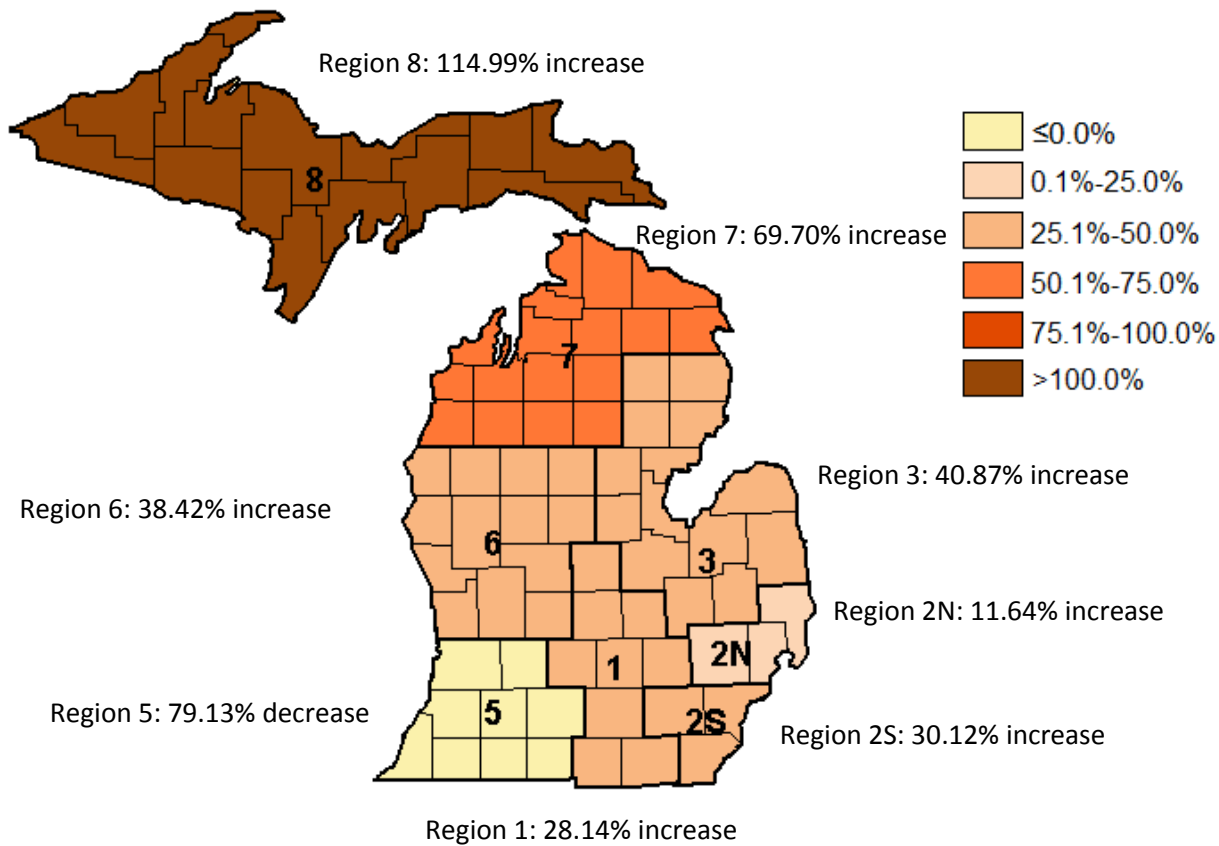 Region 8: 114.99% increase
≤0.0%
0.1%-25.0%
25.1%-50.0%
50.1%-75.0%
75.1%-100.0%
>100.0%
8
Region 7: 69.70% increase
7
Region 3: 40.87% increase
Region 6: 38.42% increase
6
3
Region 2N: 11.64% increase
2N
1
Region 5: 79.13% decrease
5
2S
Region 2S: 30.12% increase
Region 1: 28.14% increase